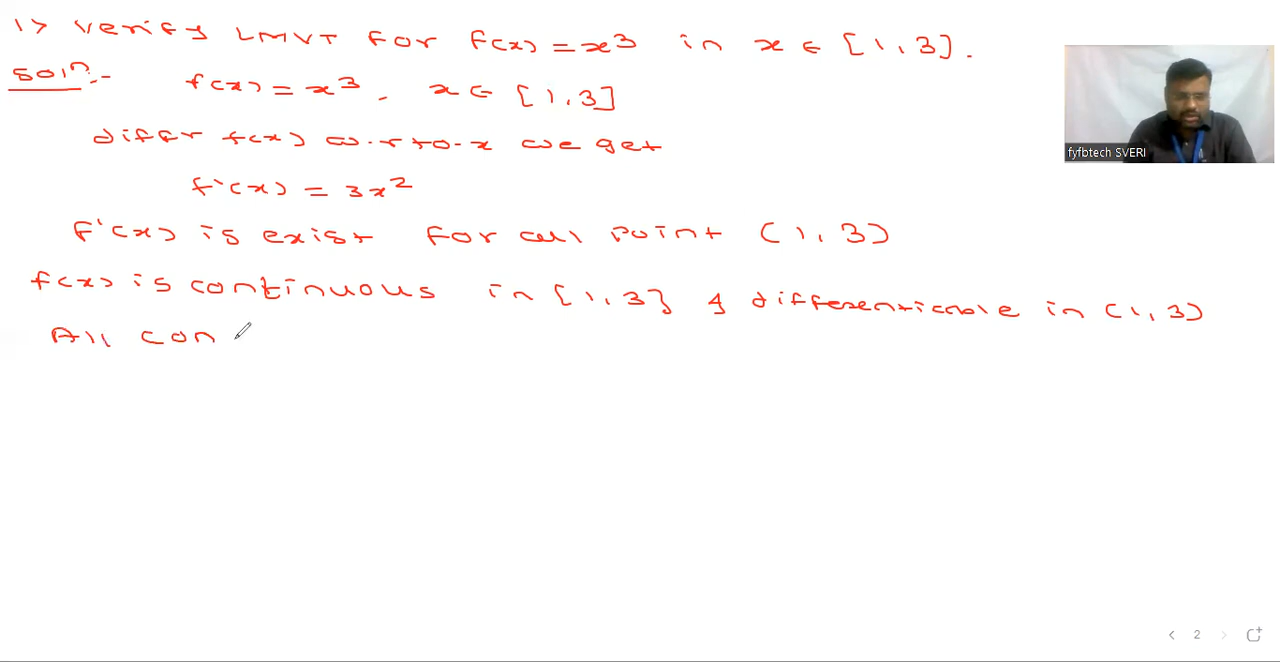 1) Verify LMVT for f(x) = x³ in x ∈ [1, 3].
Soln:- f(x) = x³, x ∈ [1, 3]
differ f(x) w.r.to.x we get
f'(x) = 3x²
f'(x) is exist for all point (1, 3)
f(x) is continuous in [1, 3] & differentiable in (1, 3)
All con
fyfbtech SVERI
2